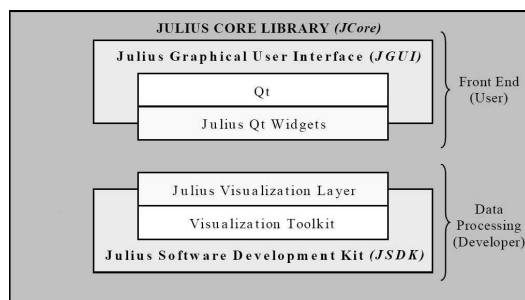 JULIUS CORE LIBRARY (JCore)
Julius Graphical User Interface (JGUI)
Qt
Julius Qt Widgets
Front End
(User)
Julius Visualization Layer
Visualization Toolkit
Julius Software Development Kit (JSDK)
Data
Processing
(Developer)